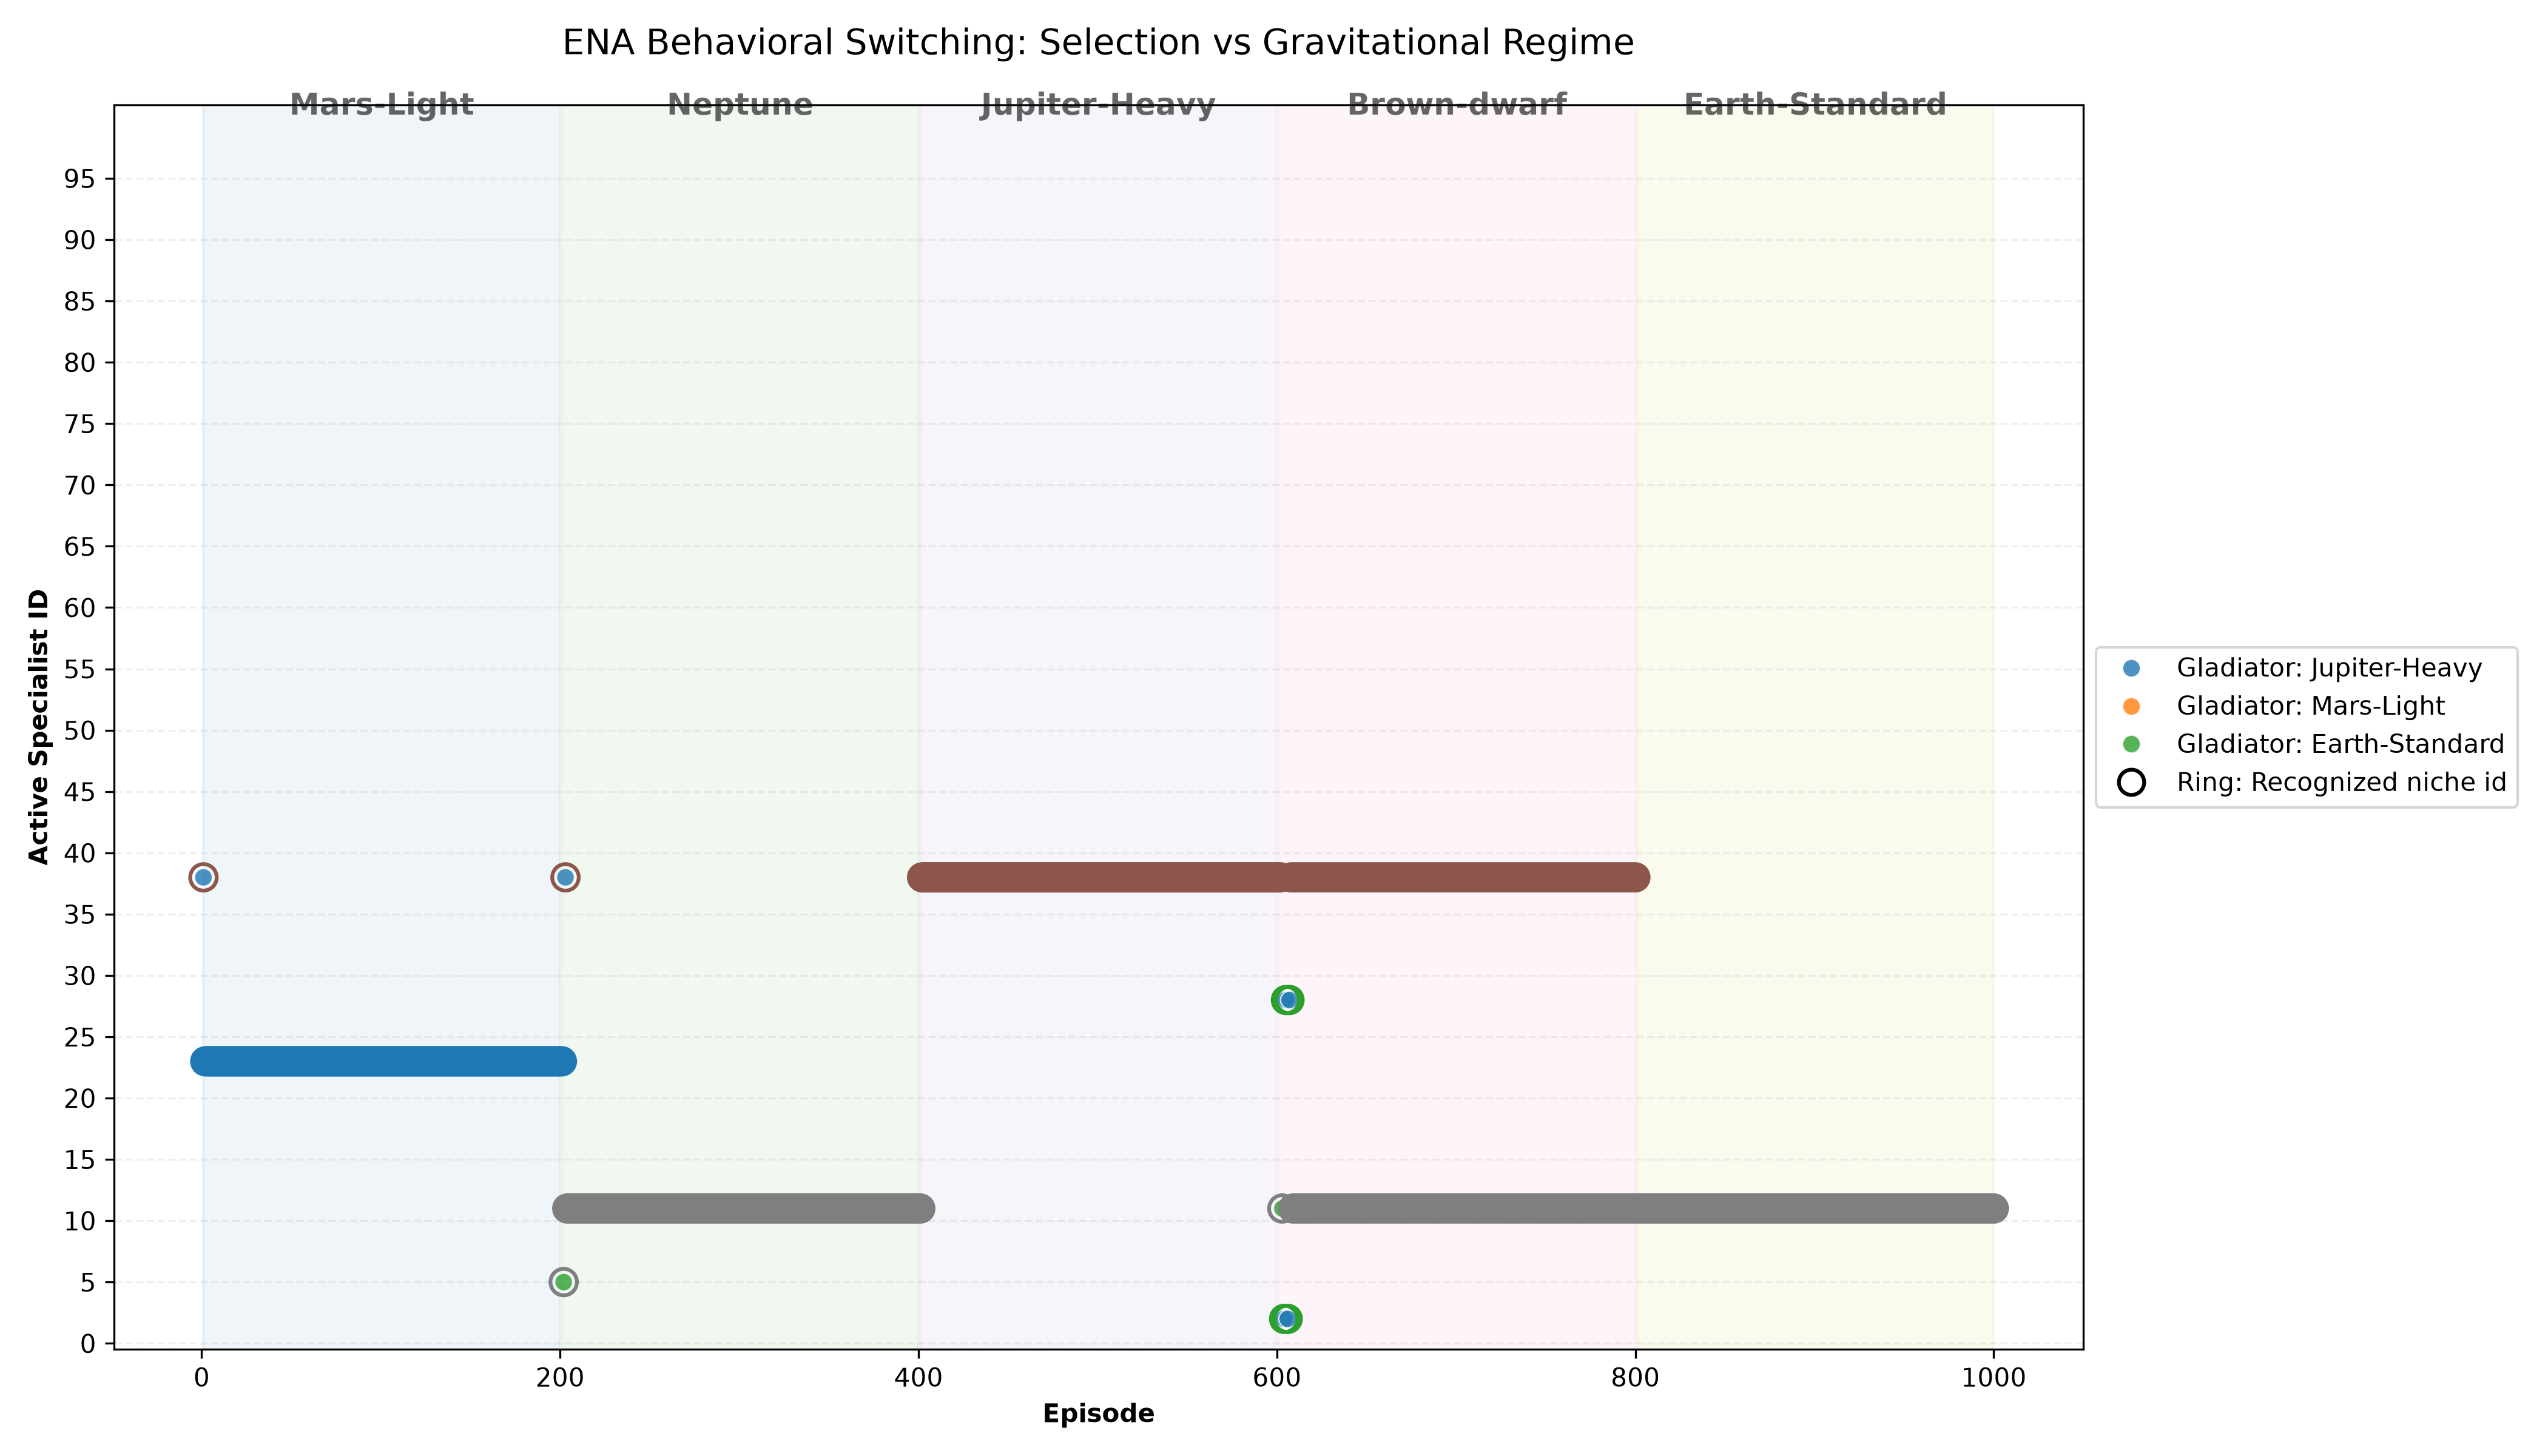 ENA Behavioral Switching: Selection vs Gravitational Regime
Mars-Light Neptune Jupiter-Heavy Brown-dwarf Earth-Standard
95
90
85
80
75
70
65
60
55
50
45
40
35
30
25
20
15
10
5
0
Active Specialist ID
0 200 400 600 800 1000
Episode
Gladiator: Jupiter-Heavy
Gladiator: Mars-Light
Gladiator: Earth-Standard
Ring: Recognized niche id